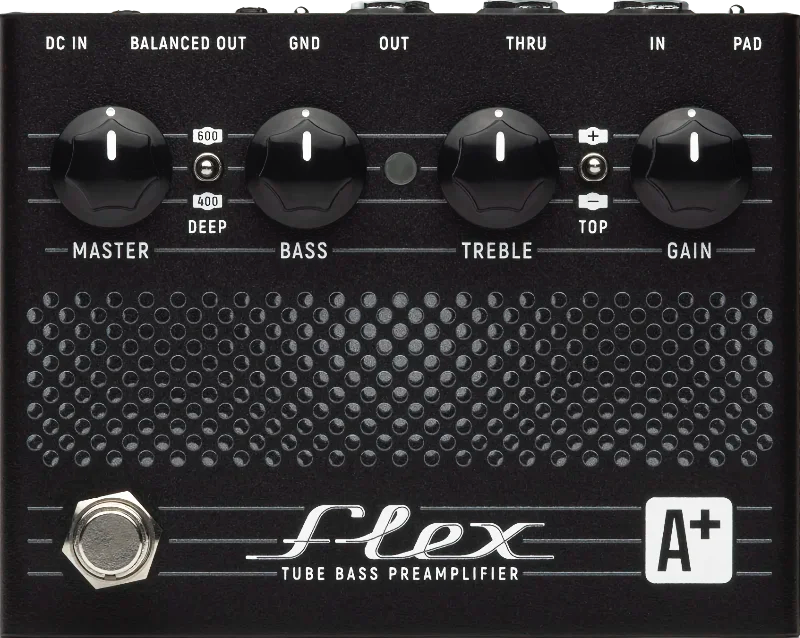 DC IN BALANCED OUT GND OUT THRU IN PAD
600 +
400 −
DEEP TOP
MASTER BASS TREBLE GAIN
flex A+
TUBE BASS PREAMPLIFIER